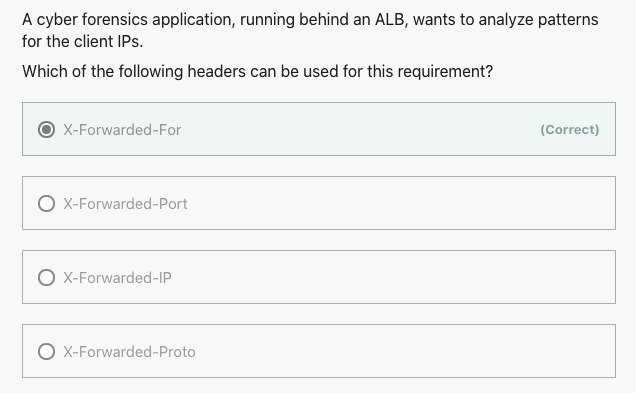 A cyber forensics application, running behind an ALB, wants to analyze patterns
for the client IPs.
Which of the following headers can be used for this requirement?
X-Forwarded-For (Correct)
X-Forwarded-Port
X-Forwarded-IP
X-Forwarded-Proto